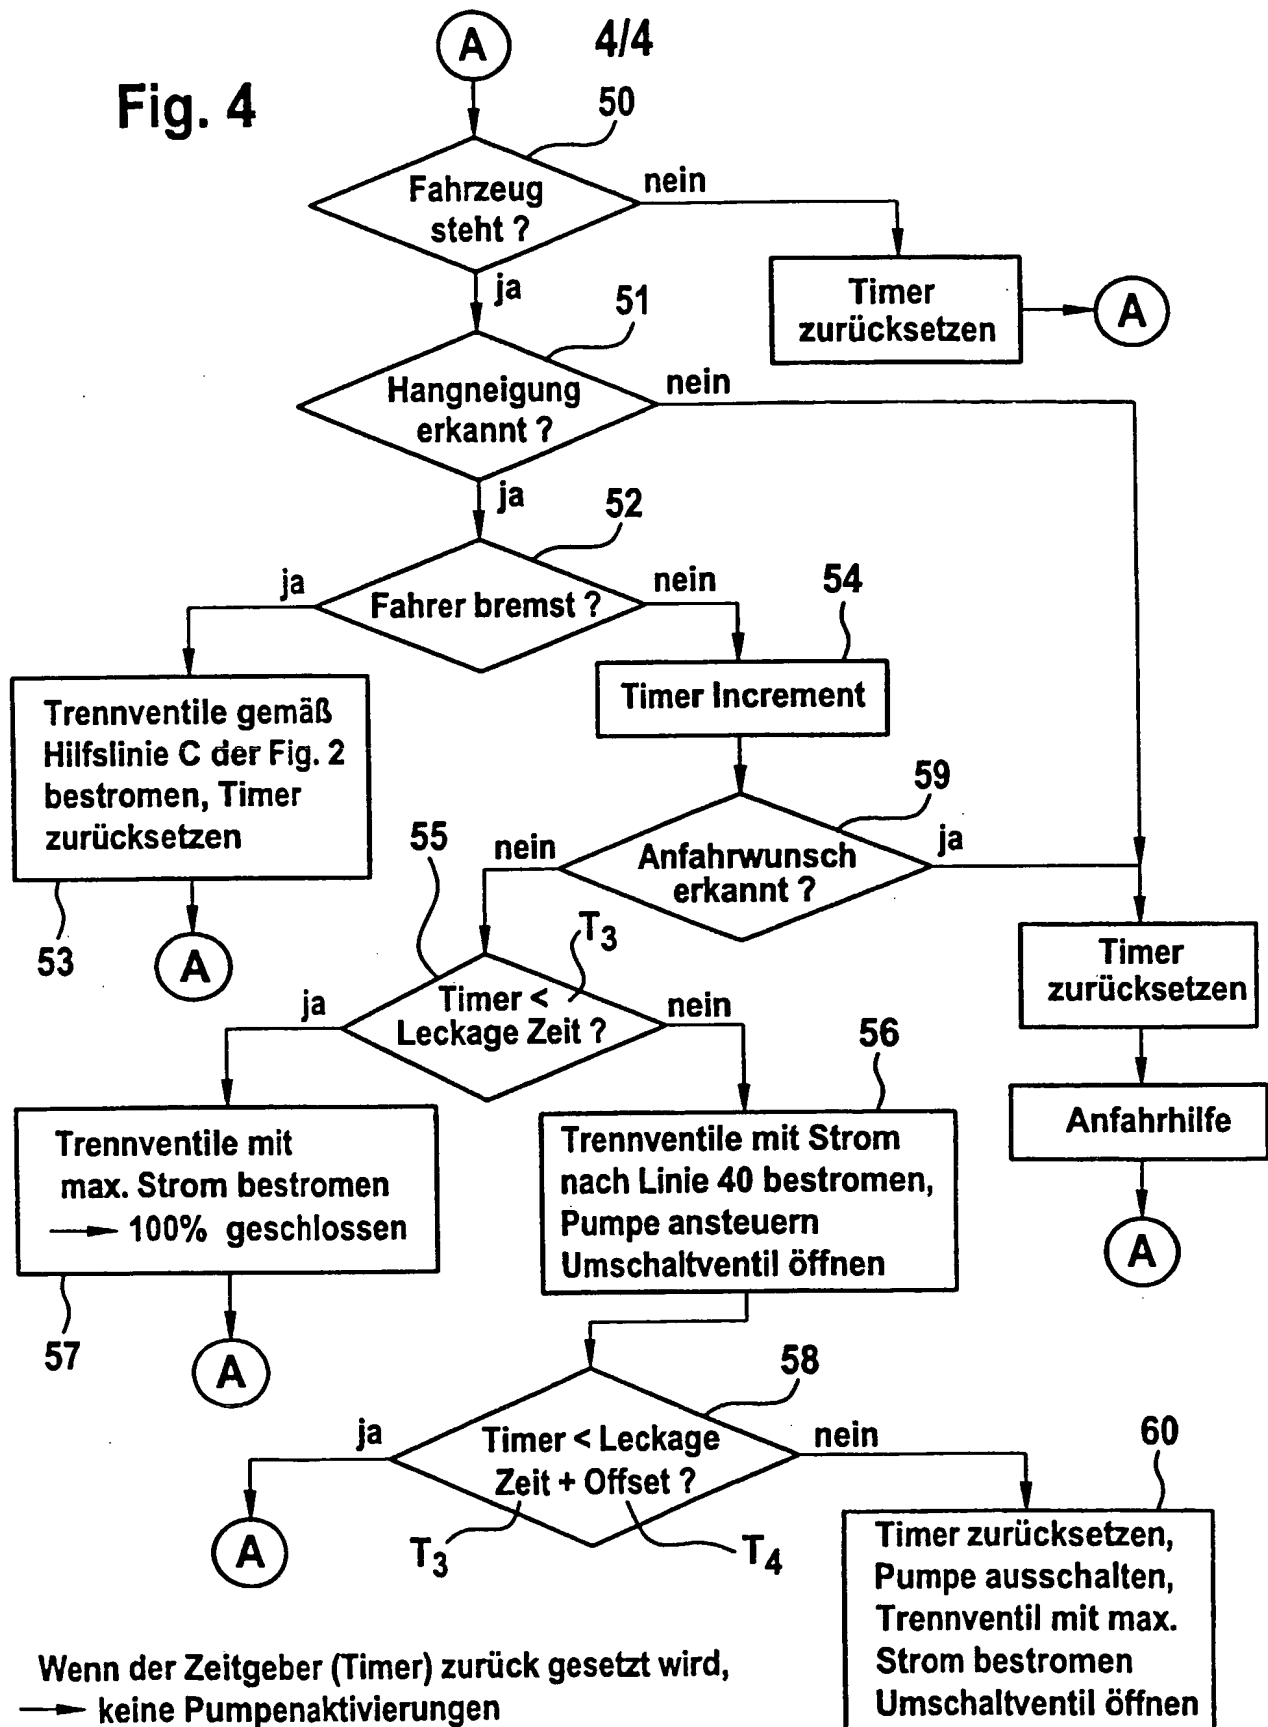 A
4/4
Fig. 4
50
Fahrzeug
steht ?
nein
ja
Timer
zurücksetzen
A
51
Hangneigung
erkannt ?
nein
ja
52
Fahrer bremst ?
ja
nein
54
Timer Increment
Trennventile gemäß
Hilfslinie C der Fig. 2
bestromen, Timer
zurücksetzen
53
A
59
Anfahrwunsch
erkannt ?
nein
ja
55
T3
Timer <
Leckage Zeit ?
ja
nein
Timer
zurücksetzen
Anfahrhilfe
A
56
Trennventile mit
max. Strom bestromen
→ 100% geschlossen
57
A
Trennventile mit Strom
nach Linie 40 bestromen,
Pumpe ansteuern
Umschaltventil öffnen
58
Timer < Leckage
Zeit + Offset ?
ja
nein
A
T3
T4
60
Timer zurücksetzen,
Pumpe ausschalten,
Trennventil mit max.
Strom bestromen
Umschaltventil öffnen
Wenn der Zeitgeber (Timer) zurück gesetzt wird,
→ keine Pumpenaktivierungen